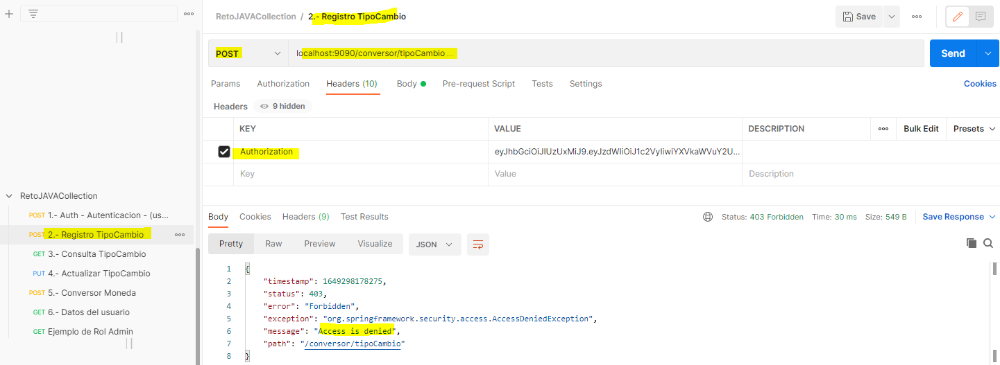 RetoJAVACollection / 2.- Registro TipoCambio
Save
POST
localhost:9090/conversor/tipoCambio ...
Send
Params Authorization Headers (10) Body Pre-request Script Tests Settings Cookies
Headers 9 hidden
KEY VALUE DESCRIPTION Bulk Edit Presets
Authorization eyJhbGciOiJIUzUxMiJ9.eyJzdWIiOiJ1c2VyIiwiYXVkaWVuY2U...
Key Value Description
RetoJAVACollection
POST 1.- Auth - Autenticacion - (us...
POST 2.- Registro TipoCambio
GET 3.- Consulta TipoCambio
PUT 4.- Actualizar TipoCambio
POST 5.- Conversor Moneda
GET 6.- Datos del usuario
GET Ejemplo de Rol Admin
Body Cookies Headers (9) Test Results Status: 403 Forbidden Time: 30 ms Size: 549 B Save Response
Pretty Raw Preview Visualize JSON
1 {
2 "timestamp": 1649298178275,
3 "status": 403,
4 "error": "Forbidden",
5 "exception": "org.springframework.security.access.AccessDeniedException",
6 "message": "Access is denied",
7 "path": "/conversor/tipoCambio"
8 }